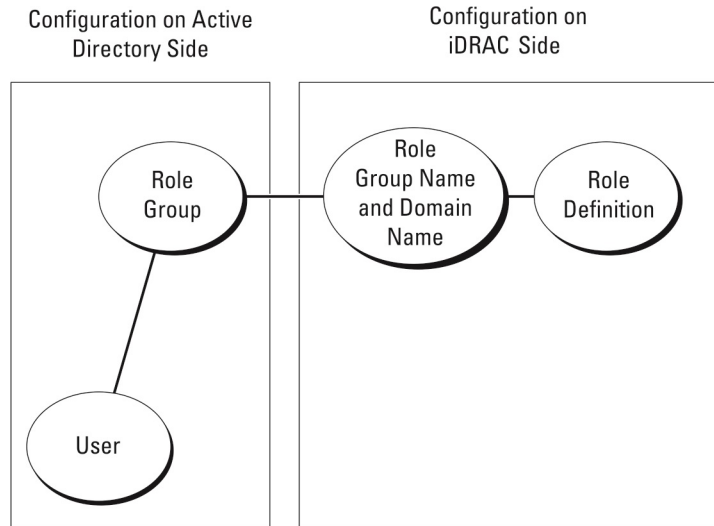 Configuration on Active
Directory Side
Configuration on
iDRAC Side
Role
Group
Role
Group Name
and Domain
Name
Role
Definition
User